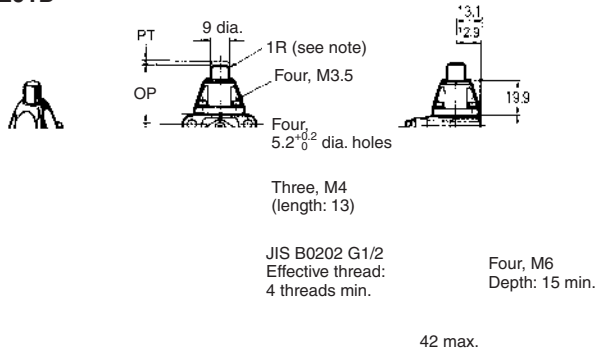 PT
9 dia.
1R (see note)
OP
Four, M3.5
Four,
5.2+0.2 0 dia. holes
Three, M4
(length: 13)
JIS B0202 G1/2
Effective thread:
4 threads min.
13.1
12.9
19.9
Four, M6
Depth: 15 min.
42 max.